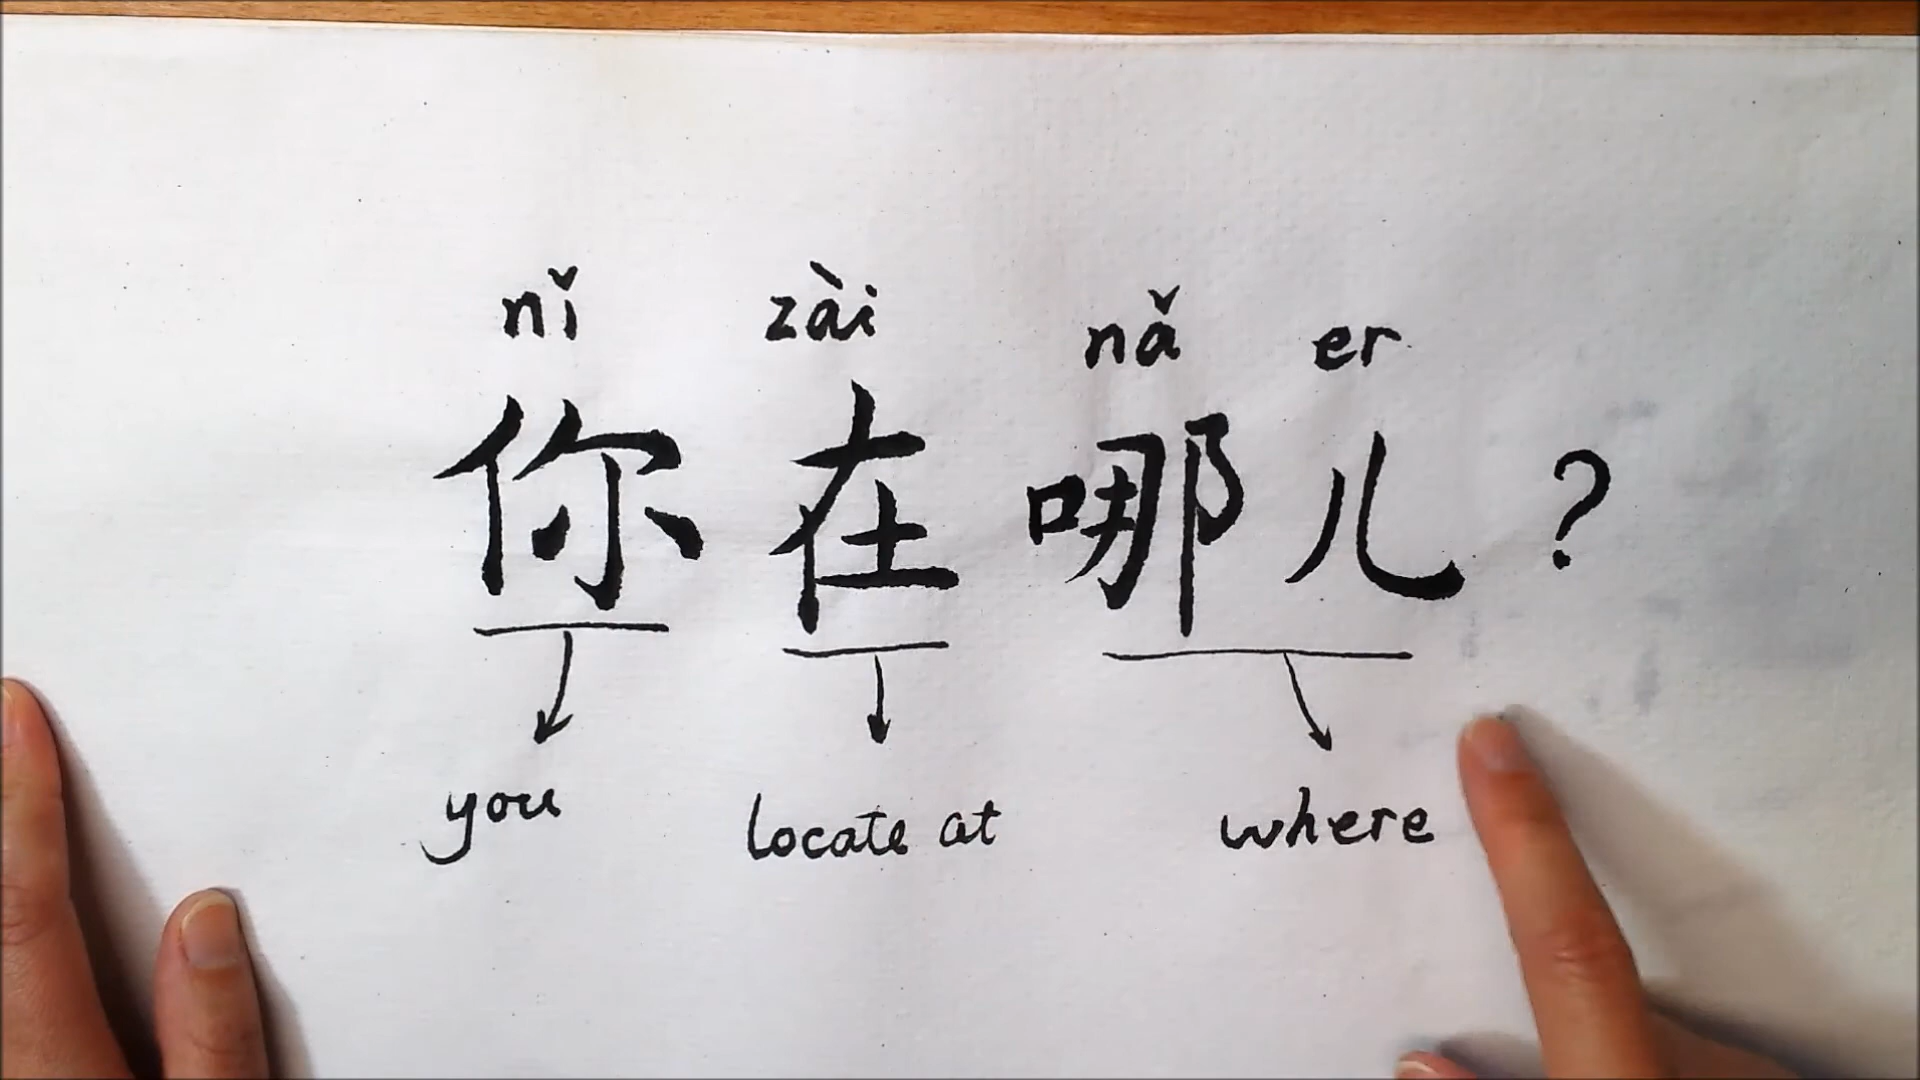 nǐ zài nǎ er
你在哪儿?
you locate at where